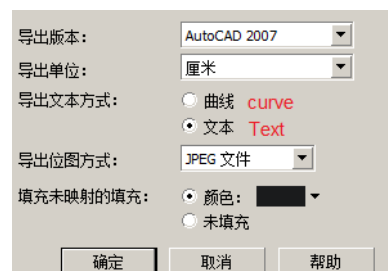 导出版本： AutoCAD 2007
导出单位： 厘米
导出文本方式： 曲线 curve
文本 Text
导出位图方式： JPEG 文件
填充未映射的填充： 颜色：
未填充
确定 取消 帮助